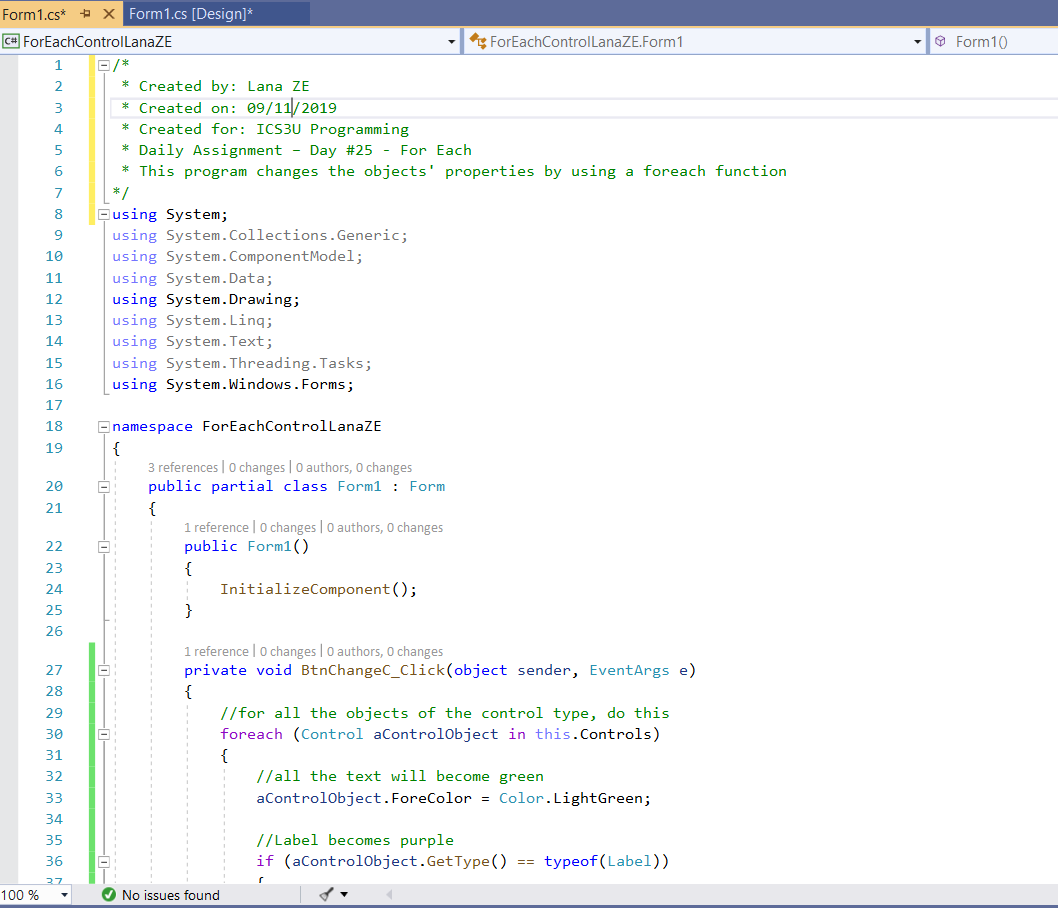 Form1.cs* Form1.cs [Design]*
C# ForEachControlLanaZE ForEachControlLanaZE.Form1 Form1()
1 /*
2 * Created by: Lana ZE
3 * Created on: 09/11/2019
4 * Created for: ICS3U Programming
5 * Daily Assignment – Day #25 - For Each
6 * This program changes the objects' properties by using a foreach function
7 */
8 using System;
9 using System.Collections.Generic;
10 using System.ComponentModel;
11 using System.Data;
12 using System.Drawing;
13 using System.Linq;
14 using System.Text;
15 using System.Threading.Tasks;
16 using System.Windows.Forms;
17
18 namespace ForEachControlLanaZE
19 {
3 references | 0 changes | 0 authors, 0 changes
20 public partial class Form1 : Form
21 {
1 reference | 0 changes | 0 authors, 0 changes
22 public Form1()
23 {
24 InitializeComponent();
25 }
26
1 reference | 0 changes | 0 authors, 0 changes
27 private void BtnChangeC_Click(object sender, EventArgs e)
28 {
29 //for all the objects of the control type, do this
30 foreach (Control aControlObject in this.Controls)
31 {
32 //all the text will become green
33 aControlObject.ForeColor = Color.LightGreen;
34
35 //Label becomes purple
36 if (aControlObject.GetType() == typeof(Label))
37 {
100 % No issues found